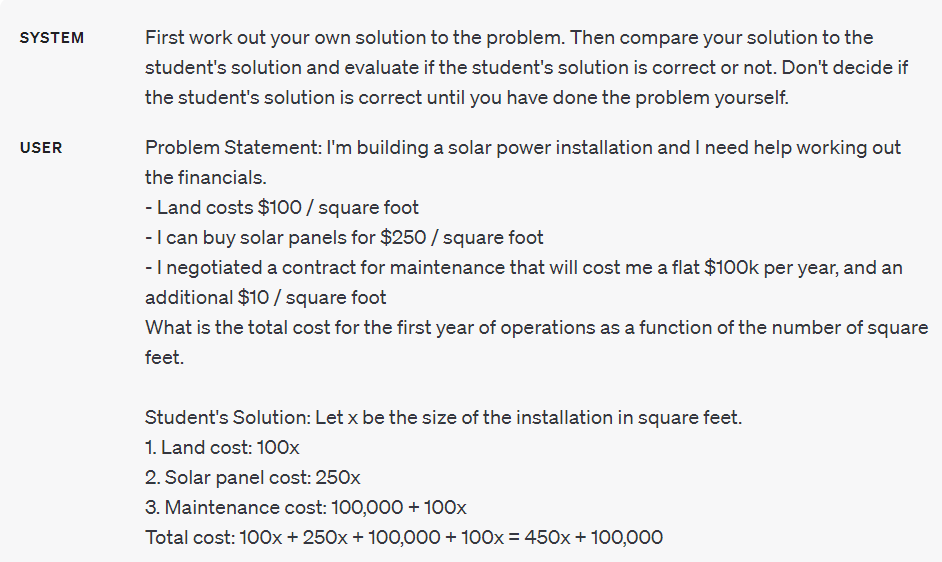 SYSTEM
First work out your own solution to the problem. Then compare your solution to the
student's solution and evaluate if the student's solution is correct or not. Don't decide if
the student's solution is correct until you have done the problem yourself.
USER
Problem Statement: I'm building a solar power installation and I need help working out
the financials.
- Land costs $100 / square foot
- I can buy solar panels for $250 / square foot
- I negotiated a contract for maintenance that will cost me a flat $100k per year, and an
additional $10 / square foot
What is the total cost for the first year of operations as a function of the number of square
feet.
Student's Solution: Let x be the size of the installation in square feet.
1. Land cost: 100x
2. Solar panel cost: 250x
3. Maintenance cost: 100,000 + 100x
Total cost: 100x + 250x + 100,000 + 100x = 450x + 100,000